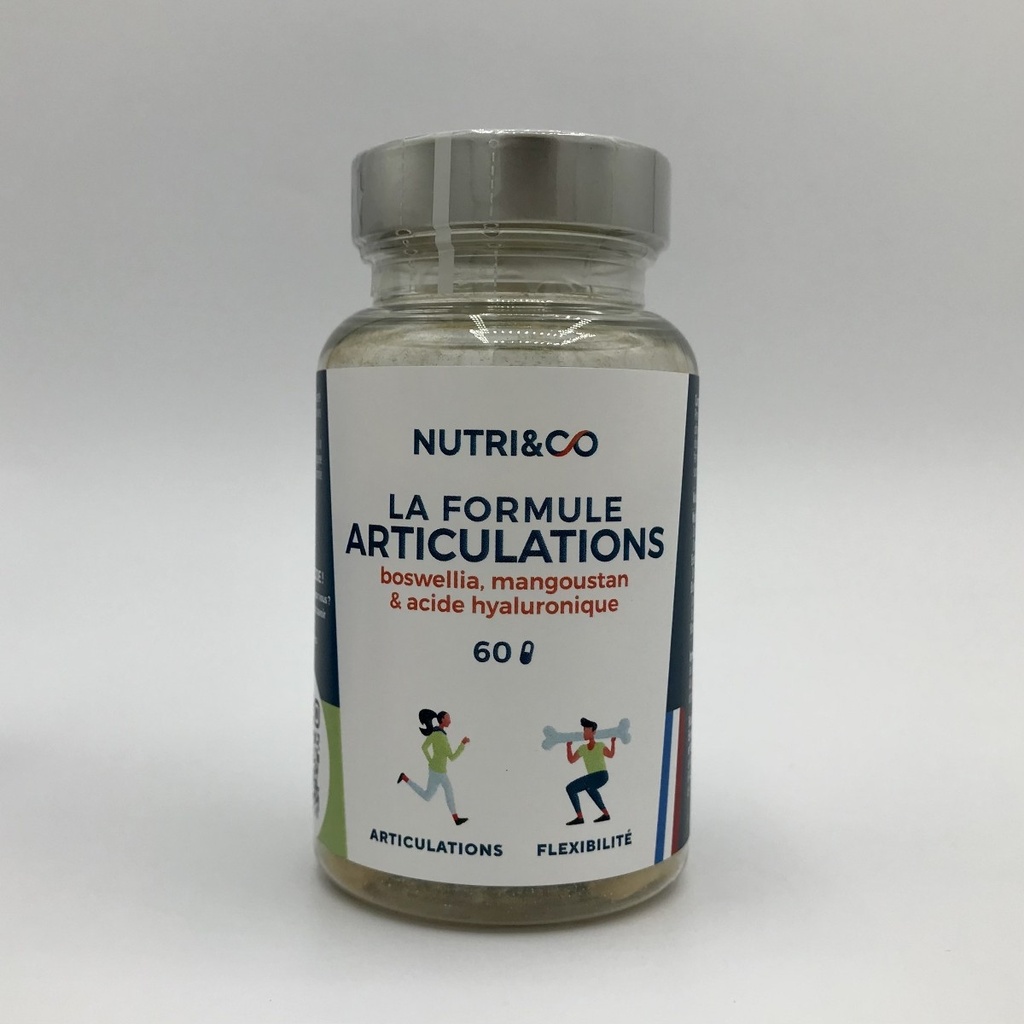 NUTRI&CO
LA FORMULE
ARTICULATIONS
boswellia, mangoustan
& acide hyaluronique
60
ARTICULATIONS
FLEXIBILITÉ